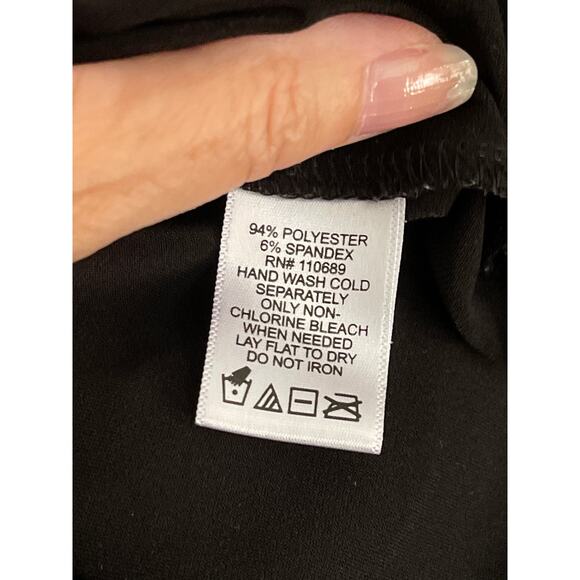 94% POLYESTER
6% SPANDEX
RN# 110689
HAND WASH COLD
SEPARATELY
ONLY NON-
CHLORINE BLEACH
WHEN NEEDED
LAY FLAT TO DRY
DO NOT IRON